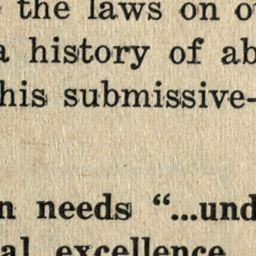 the laws on o
a history of ab
his submissive-
n needs "...und
al excellence